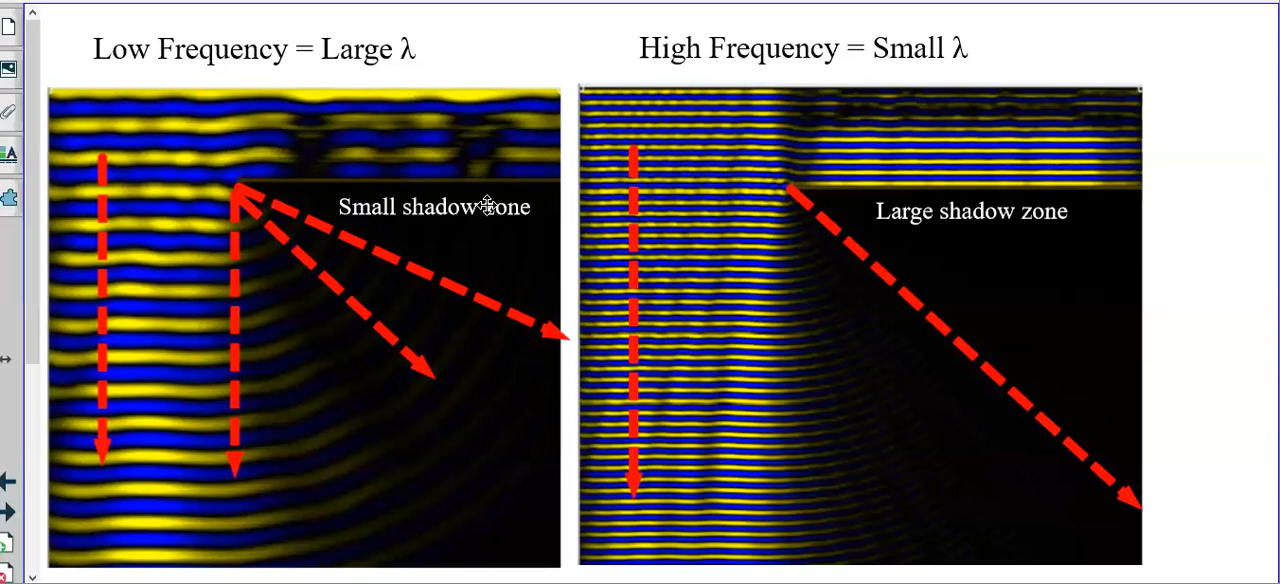 Low Frequency = Large λ
High Frequency = Small λ
Small shadow zone
Large shadow zone